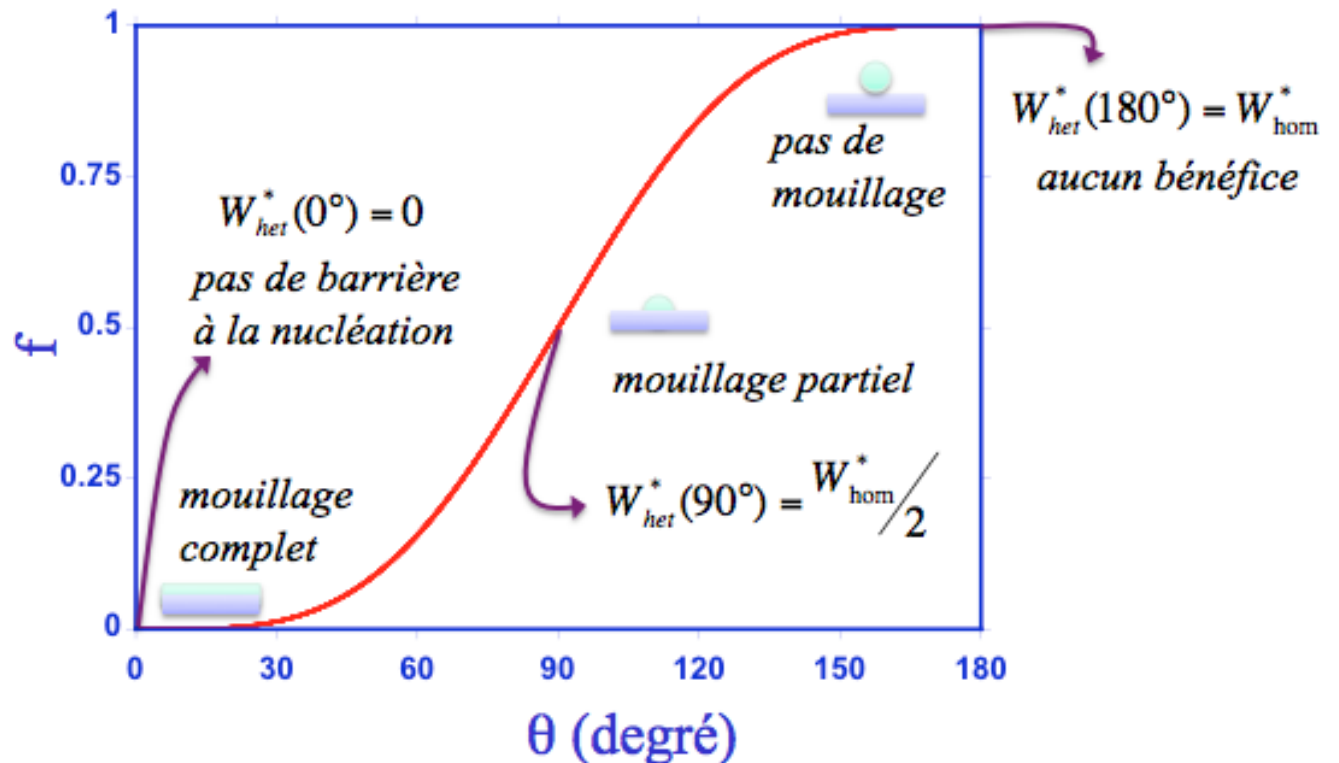 1
0.75
0.5
0.25
0
f
0
30
60
90
120
150
180
θ (degré)
W*het(0°) = 0
pas de barrière
à la nucléation
mouillage
complet
pas de
mouillage
mouillage partiel
W*het(90°) = W*hom/2
W*het(180°) = W*hom
aucun bénéfice